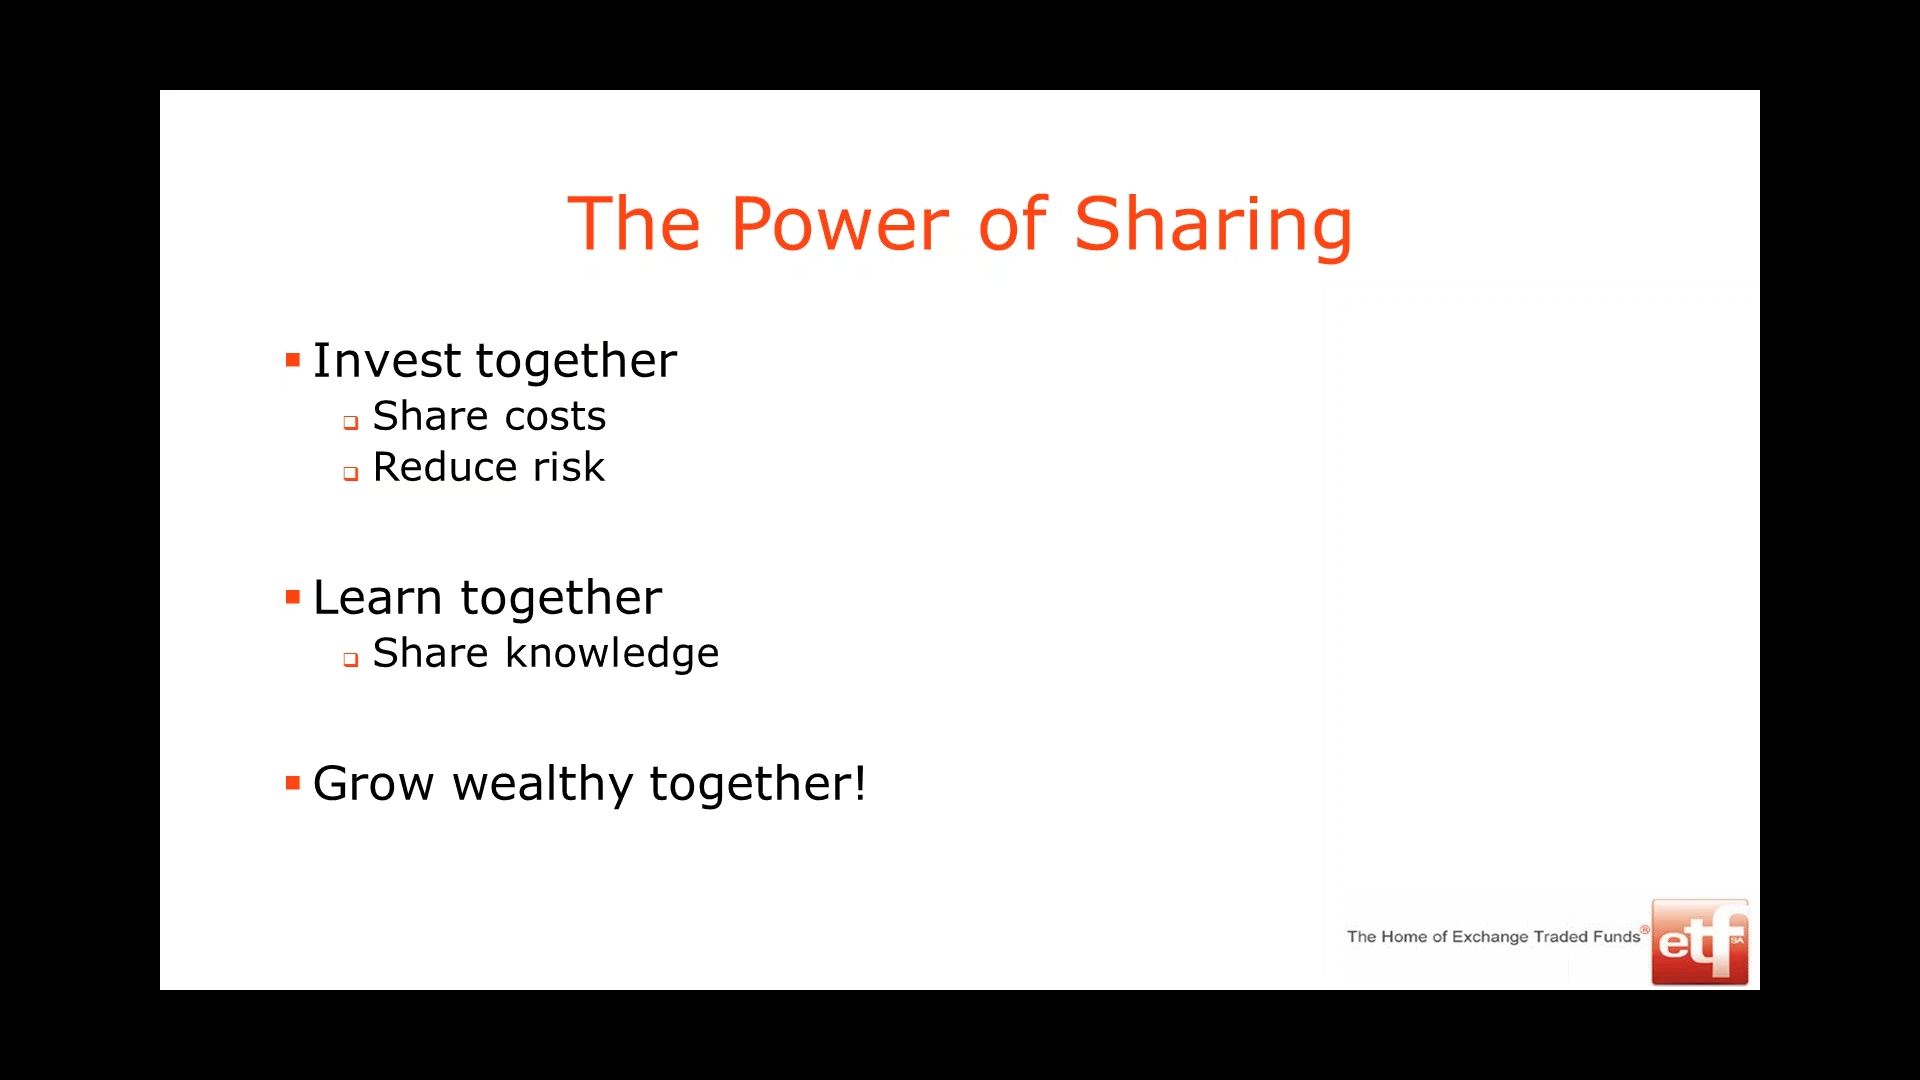 The Power of Sharing
Invest together
Share costs
Reduce risk
Learn together
Share knowledge
Grow wealthy together!
The Home of Exchange Traded Funds®
etf SA